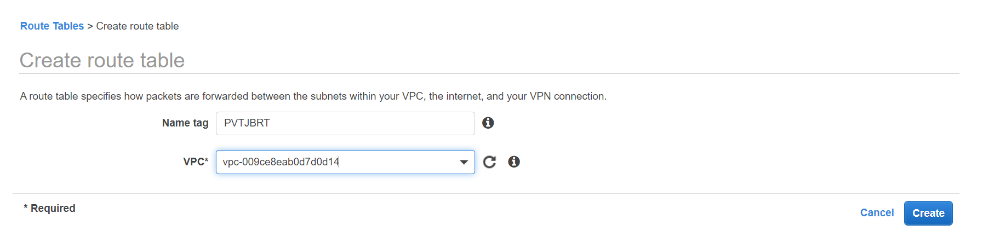 Route Tables > Create route table
Create route table
A route table specifies how packets are forwarded between the subnets within your VPC, the internet, and your VPN connection.
Name tag PVTJBRT
VPC* vpc-009ce8eab0d7d0d14
* Required
Cancel Create